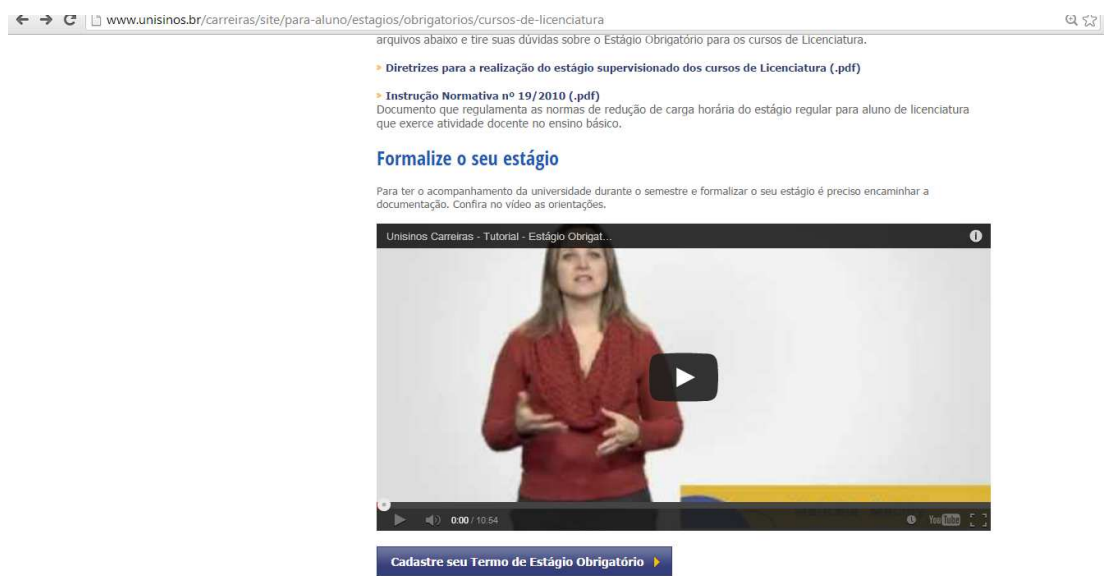 www.unisinos.br/carreiras/site/para-aluno/estagios/obrigatorios/cursos-de-licenciatura
arquivos abaixo e tire suas dúvidas sobre o Estágio Obrigatório para os cursos de Licenciatura.
» Diretrizes para a realização do estágio supervisionado dos cursos de Licenciatura (.pdf)
» Instrução Normativa nº 19/2010 (.pdf)
Documento que regulamenta as normas de redução de carga horária do estágio regular para aluno de licenciatura
que exerce atividade docente no ensino básico.
Formalize o seu estágio
Para ter o acompanhamento da universidade durante o semestre e formalizar o seu estágio é preciso encaminhar a
documentação. Confira no vídeo as orientações.
Unisinos Carreiras - Tutorial - Estágio Obrigat...
0:00 / 10:54
YouTube
Cadastre seu Termo de Estágio Obrigatório